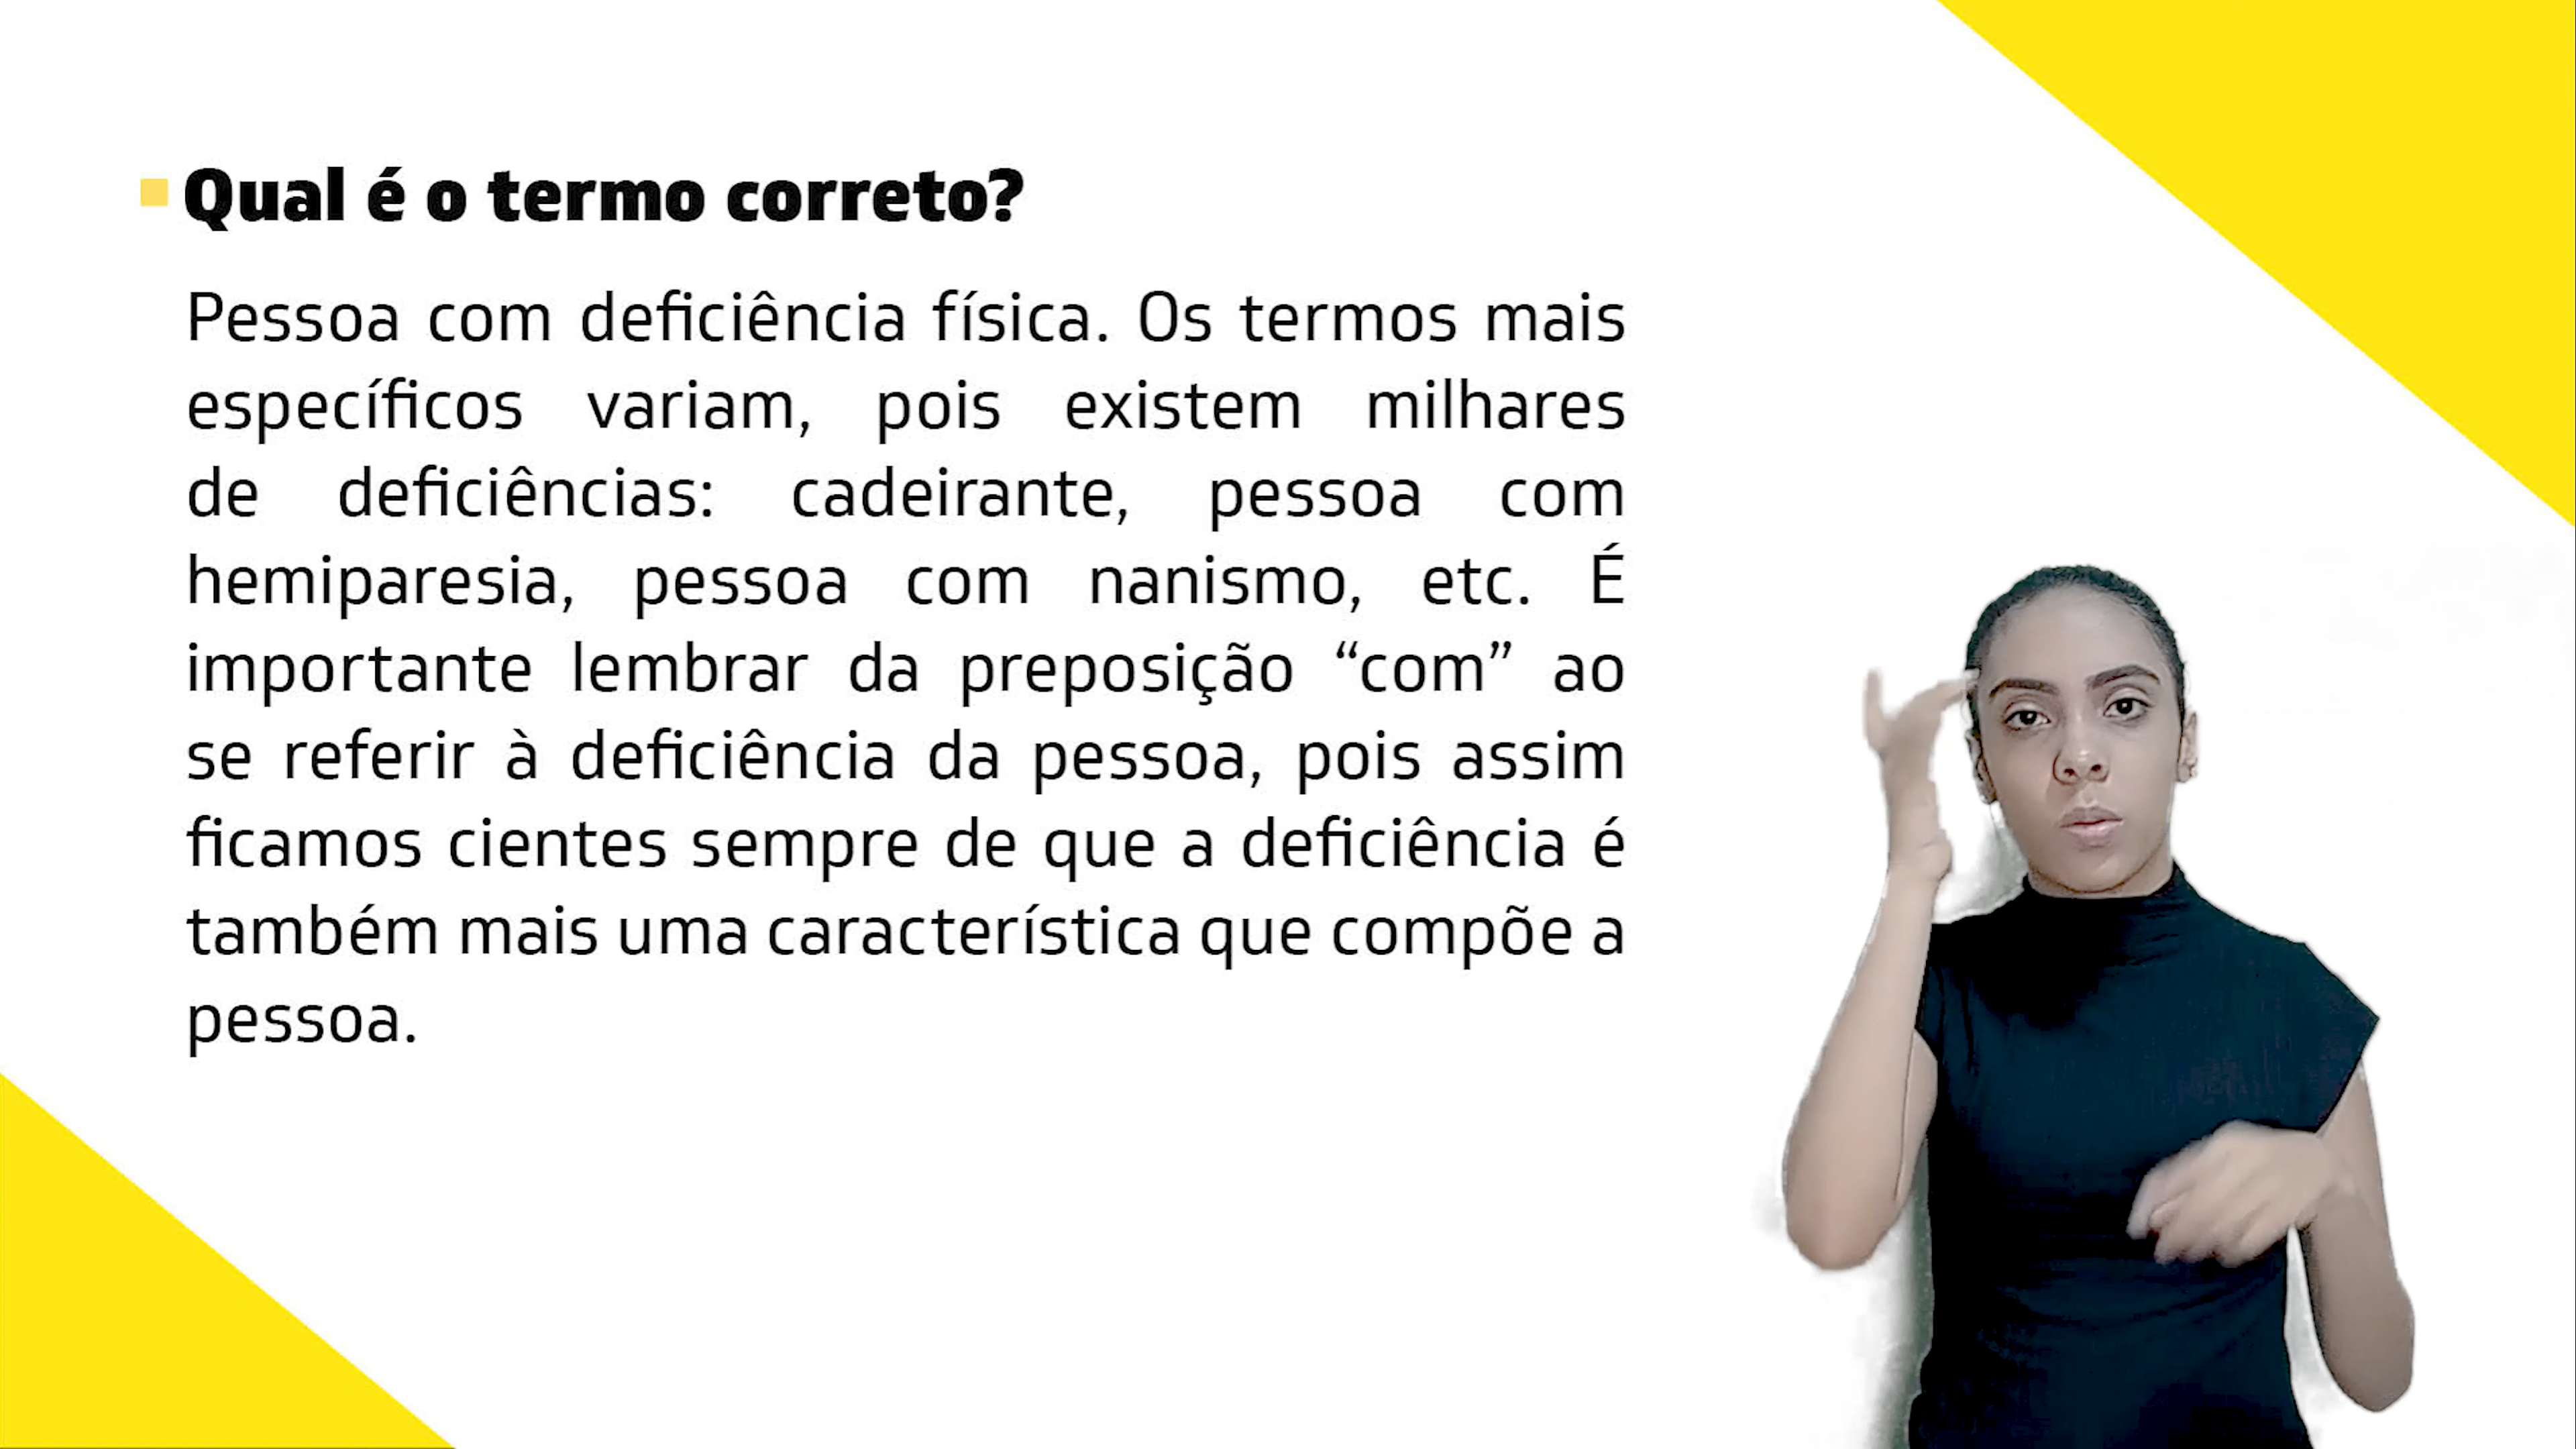 Qual é o termo correto?
Pessoa com deficiência física. Os termos mais
específicos variam, pois existem milhares
de deficiências: cadeirante, pessoa com
hemiparesia, pessoa com nanismo, etc. É
importante lembrar da preposição “com” ao
se referir à deficiência da pessoa, pois assim
ficamos cientes sempre de que a deficiência é
também mais uma característica que compõe a
pessoa.